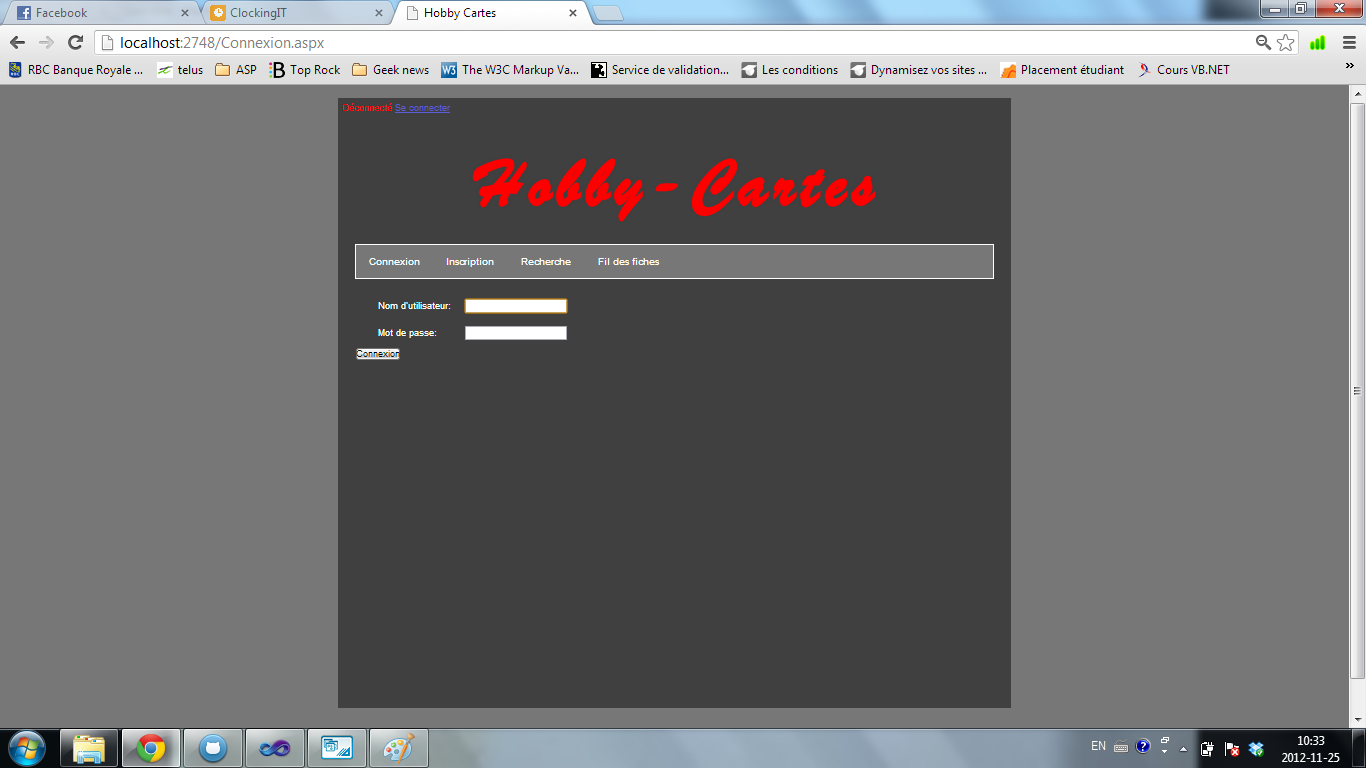 Facebook
ClockingIT
Hobby Cartes
localhost:2748/Connexion.aspx
RBC Banque Royale ...
telus
ASP
Top Rock
Geek news
The W3C Markup Va...
Service de validation...
Les conditions
Dynamisez vos sites ...
Placement étudiant
Cours VB.NET
Déconnecté Se connecter
Hobby-Cartes
Connexion
Inscription
Recherche
Fil des fiches
Nom d'utilisateur:
Mot de passe:
Connexion
EN
10:33
2012-11-25